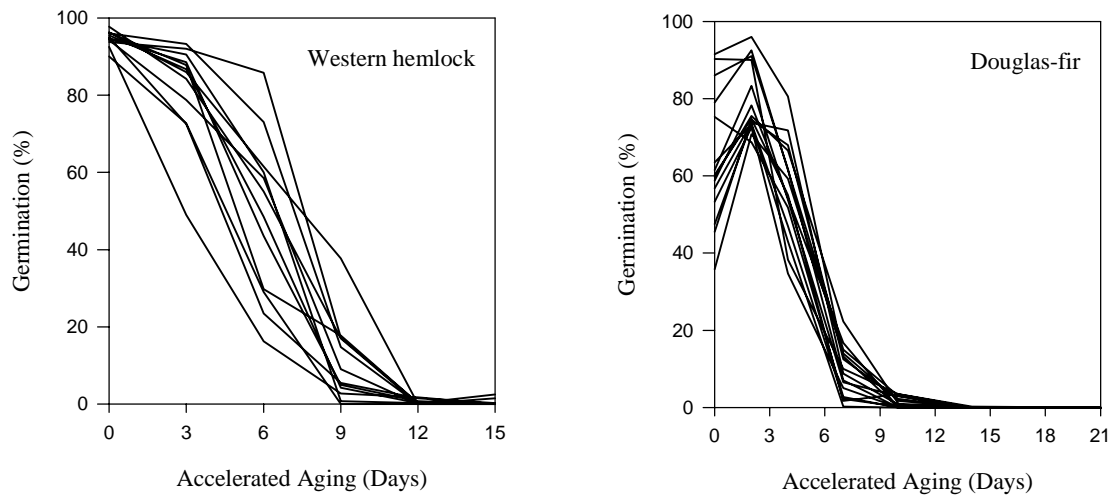 Western hemlock
Germination (%)
100
80
60
40
20
0
0 3 6 9 12 15
Accelerated Aging (Days)
Douglas-fir
Germination (%)
100
80
60
40
20
0
0 3 6 9 12 15 18 21
Accelerated Aging (Days)